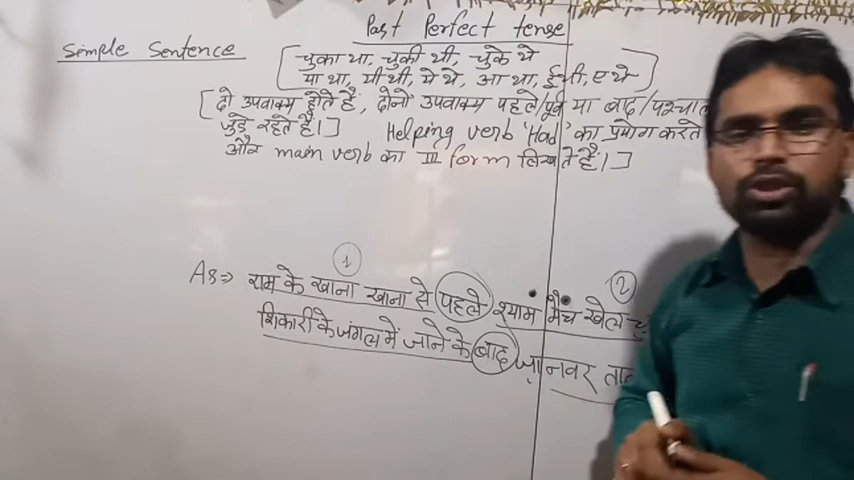 Past Perfect tense
Simple Sentence
[ चुका था, चुकी थी, चुके थे
या था, यी थी, ये थे, आ था, ई थी, ए थे ]
[ दो उपवाक्य होते हैं, दोनों उपवाक्य पहले/पूर्व या बाद/पश्चात
जुड़े रहते हैं।] Helping verb 'Had' का प्रयोग करते
और main verb का III form लिखते हैं।]
1
2
As⇒ राम के खाना खाने से पहले श्याम मैच खेल
शिकारी के जंगल में जाने के बाद जानवर